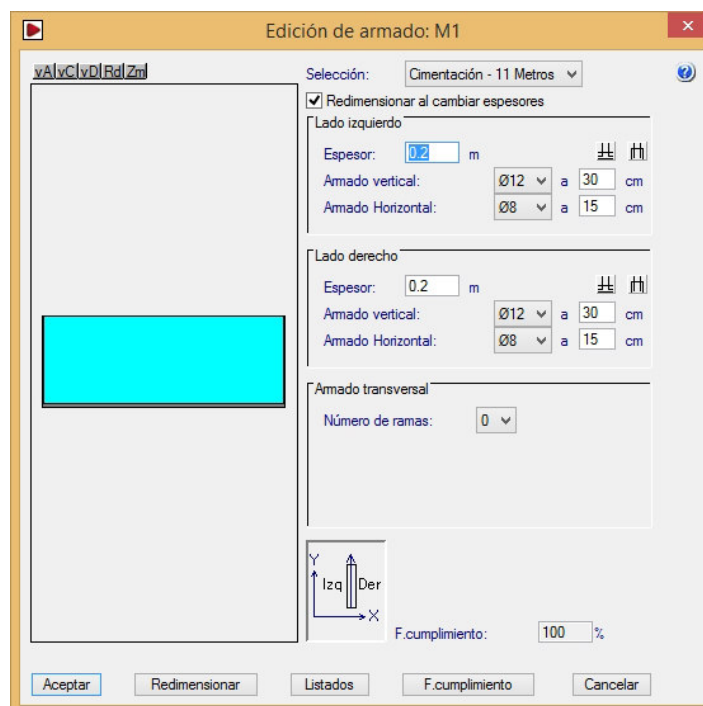 Edición de armado: M1
vA vC vD Rd Zm
Selección: Cimentación - 11 Metros
Redimensionar al cambiar espesores
Lado izquierdo
Espesor: 0.2 m
Armado vertical: Ø12 a 30 cm
Armado Horizontal: Ø8 a 15 cm
Lado derecho
Espesor: 0.2 m
Armado vertical: Ø12 a 30 cm
Armado Horizontal: Ø8 a 15 cm
Armado transversal
Número de ramas: 0
Y
Izq Der
X
F.cumplimiento: 100 %
Aceptar Redimensionar Listados F.cumplimiento Cancelar